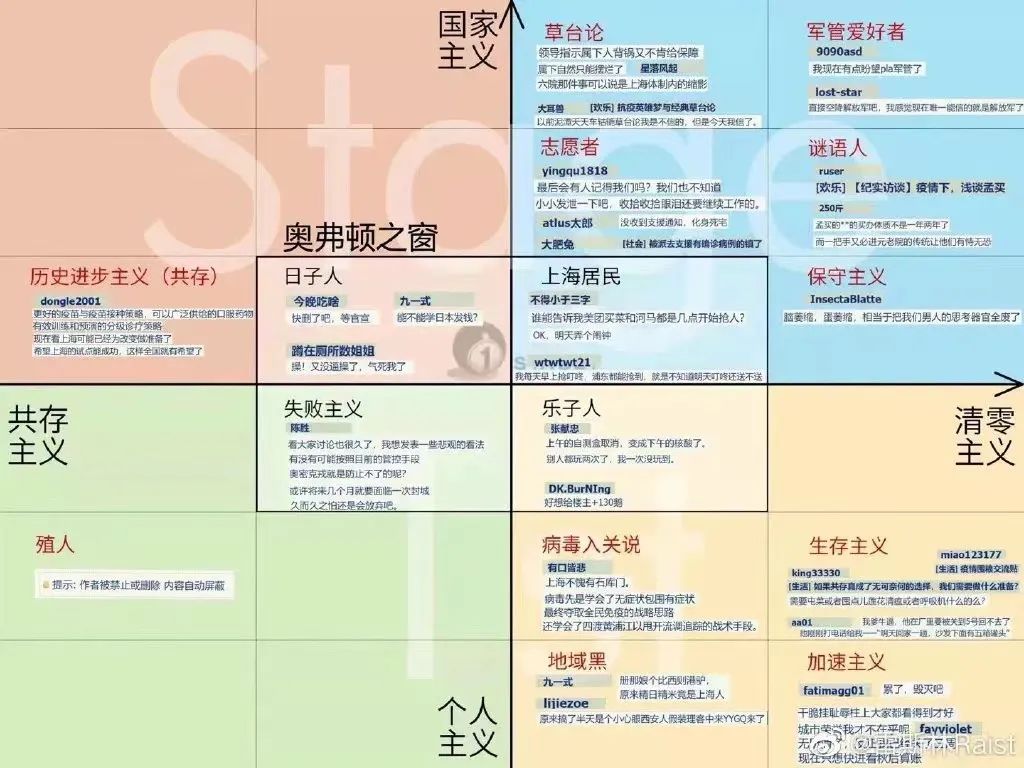 国家
主义
草台论
领导指示属下人背锅又不肯给保障
属下自然只能摆烂了 星落风起
六院那件事可以说是上海体制内的缩影
大耳兽 [欢乐] 抗疫英雄梦与经典草台论
以前泥潭天天车轱辘草台论我是不信的，但是今天我信了。
军管爱好者
9090asd
我现在有点盼望pla军管了
lost-star
直接空降解放军吧，我感觉现在唯一能信的就是解放军了
志愿者
yingqu1818
最后会有人记得我们吗？我们也不知道
小小发泄一下吧，收拾收拾眼泪还要继续工作的。
atlus太郎 没收到支援通知，化身死宅
大肥兔 [社会] 被派去支援有确诊病例的镇了
谜语人
ruser
[欢乐] 【纪实访谈】疫情下，浅谈孟买
250斤
孟买的**的买办体质不是一年两年了
而一把手又必进元老院的传统让他们有恃无恐
奥弗顿之窗
历史进步主义（共存）
dongle2001
更好的疫苗与疫苗接种策略，可以广泛供给的口服药物
有效训练和预演的分级诊疗策略
现在看上海可能已经为改变做准备了
希望上海的试点能成功，这样全国就有希望了
日子人
今晚吃啥
快删了吧，等官宣
九一式
能不能学日本发钱?
蹲在厕所数姐姐
操！又没逼操了，气死我了
上海居民
不得小于三字
谁能告诉我美团买菜和河马都是几点开始抢人?
OK，明天弄个闹钟
wtwtwt21
我每天早上抢叮咚，浦东都能抢到，就是不知道明天叮咚还送不送
保守主义
InsectaBlatte
脑萎缩，蛋萎缩，相当于把我们男人的思考器官全废了
共存
主义
清零
主义
失败主义
陈胜
看大家讨论也很久了，我想发表一些悲观的看法
有没有可能按照目前的管控手段
奥密克戎就是防止不了的呢?
或许将来几个月就要面临一次封城
久而久之怕还是会放弃吧。
乐子人
张献忠
上午的自测盒取消，变成下午的核酸了。
别人都玩两次了，我一次没玩到。
DK.BurNIng
好想给楼主+130鹅
殖人
提示: 作者被禁止或删除 内容自动屏蔽
病毒入关说
有口皆悲
上海不愧有石库门。
病毒先是学会了无症状包围有症状
最终夺取全民免疫的战略思路
还学会了四渡黄浦江以甩开流调追踪的战术手段。
生存主义
miao123177
[生活] 疫情囤粮交流贴
king33330
[生活] 如果共存真成了无可奈何的选择，我们需要做什么准备?
需要屯菜或者囤点儿莲花清瘟或者呼吸机什么的么?
aa01 我爹牛逼，他在厂里要被关到5号回不去了
他刚刚打电话给我——"明天回家一趟，沙发下面有五箱罐头"
个人
主义
地域黑
九一式
册那娘个比西则港驴，
原来精日精米竟是上海人
lijiezoe
原来搞了半天是个小心眼西安人假装理客中来YYGQ来了
加速主义
fatimagg01 累了，毁灭吧
干脆挂耻辱柱上大家都看得到才好
城市荣誉我才不在乎呢 fayviolet
现在只想快进看秋后算账
Stage
1st
@雷斯林Raist